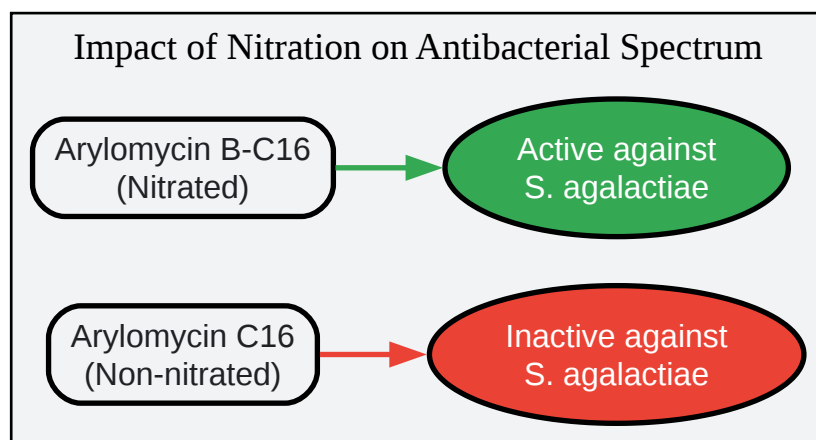 Impact of Nitration on Antibacterial Spectrum
Arylomycin B-C16
(Nitrated)
Active against
S. agalactiae
Arylomycin C16
(Non-nitrated)
Inactive against
S. agalactiae